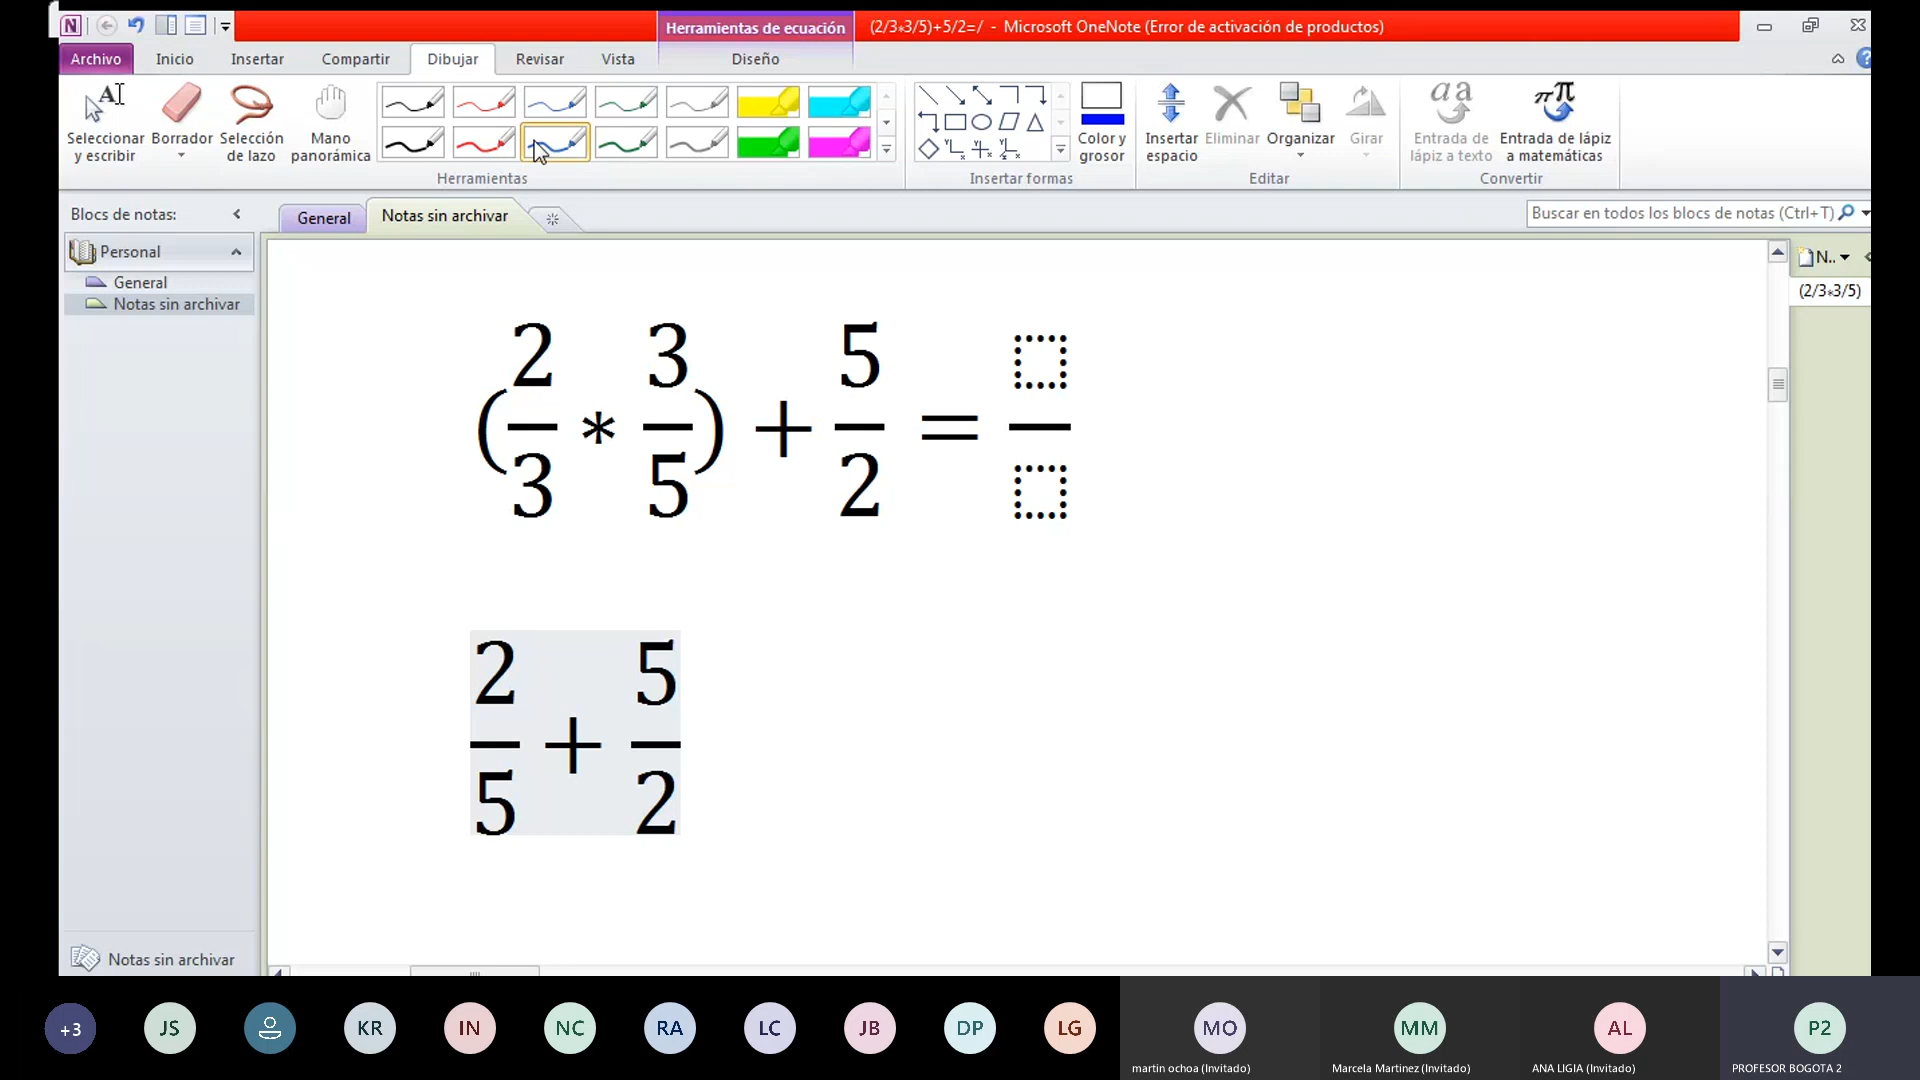 Herramientas de ecuación
(2/3*3/5)+5/2=/ - Microsoft OneNote (Error de activación de productos)
Archivo Inicio Insertar Compartir Dibujar Revisar Vista Diseño
Seleccionar y escribir
Borrador
Selección de lazo
Mano panorámica
Color y grosor
Insertar espacio
Eliminar
Organizar
Girar
Entrada de lápiz a texto
Entrada de lápiz a matemáticas
Herramientas Insertar formas Editar Convertir
Blocs de notas:
General Notas sin archivar
Buscar en todos los blocs de notas (Ctrl+T)
Personal
General
Notas sin archivar
N..
(2/3*3/5)
(2/3 * 3/5) + 5/2 =
2/5 + 5/2
Notas sin archivar
+3 JS KR IN NC RA LC JB DP LG MO MM AL P2
martin ochoa (Invitado) Marcela Martinez (Invitado) ANA LIGIA (Invitado) PROFESOR BOGOTA 2